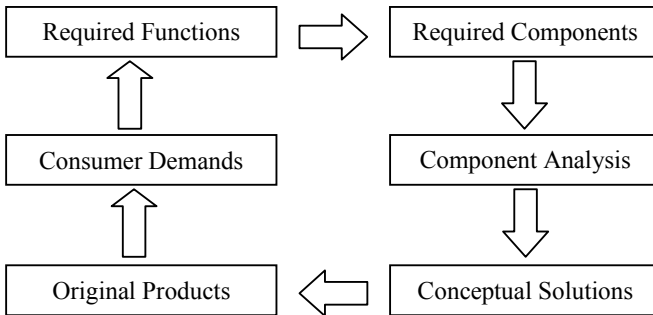 Required Functions
Required Components
Consumer Demands
Component Analysis
Original Products
Conceptual Solutions